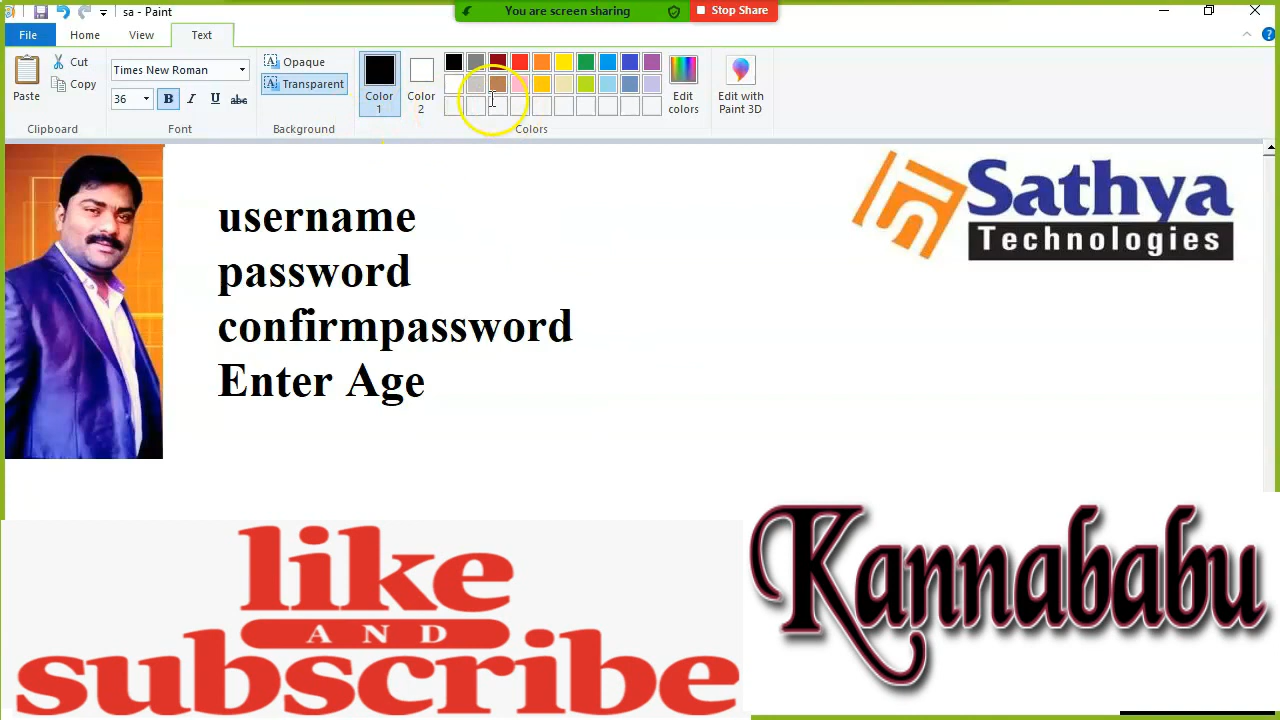 sa - Paint
You are screen sharing
Stop Share
File
Home
View
Text
Paste
Cut
Copy
Clipboard
Times New Roman
36
B
I
U
abc
Font
Opaque
Transparent
Background
Color
1
Color
2
Colors
Edit
colors
Edit with
Paint 3D
username
password
confirmpassword
Enter Age
Sathya
Technologies
like
AND
subscribe
Kannababu